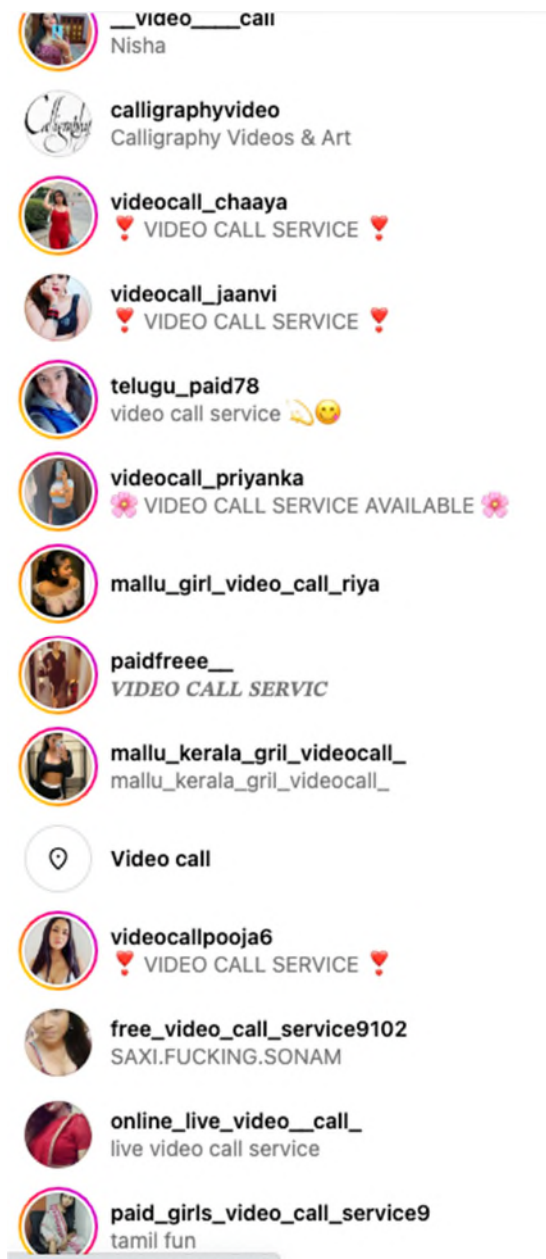 __video____call
Nisha
calligraphyvideo
Calligraphy Videos & Art
videocall_chaaya
❣️ VIDEO CALL SERVICE ❣️
videocall_jaanvi
❣️ VIDEO CALL SERVICE ❣️
telugu_paid78
video call service 💫😋
videocall_priyanka
🌸 VIDEO CALL SERVICE AVAILABLE 🌸
mallu_girl_video_call_riya
paidfreee__
VIDEO CALL SERVIC
mallu_kerala_gril_videocall_
mallu_kerala_gril_videocall_
Video call
videocallpooja6
❣️ VIDEO CALL SERVICE ❣️
free_video_call_service9102
SAXI.FUCKING.SONAM
online_live_video__call_
live video call service
paid_girls_video_call_service9
tamil fun